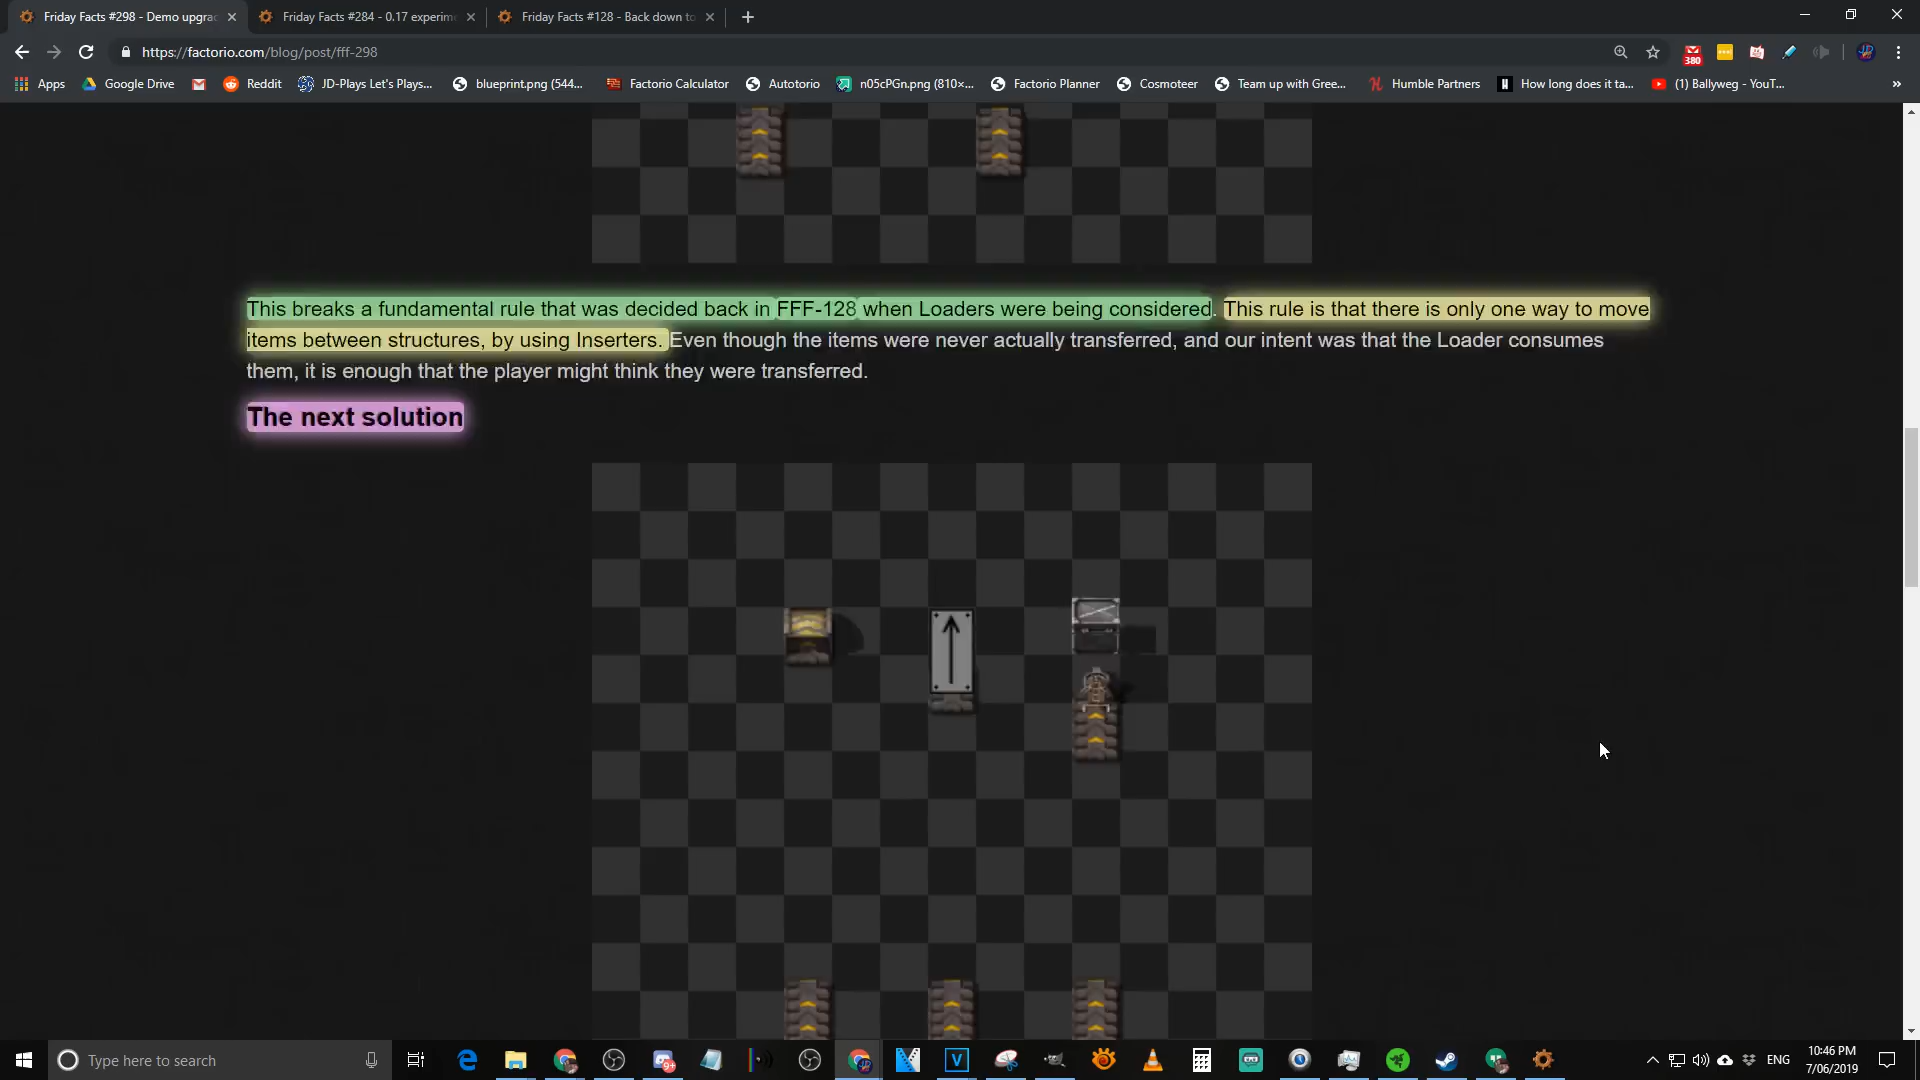 Friday Facts #298 - Demo upgrac
Friday Facts #284 - 0.17 experim
Friday Facts #128 - Back down to
https://factorio.com/blog/post/fff-298
380
Apps
Google Drive
Reddit
JD-Plays Let's Plays...
blueprint.png (544...
Factorio Calculator
Autotorio
n05cPGn.png (810×...
Factorio Planner
Cosmoteer
Team up with Gree...
Humble Partners
How long does it ta...
(1) Ballyweg - YouT...
»
This breaks a fundamental rule that was decided back in FFF-128 when Loaders were being considered. This rule is that there is only one way to move
items between structures, by using Inserters. Even though the items were never actually transferred, and our intent was that the Loader consumes
them, it is enough that the player might think they were transferred.
The next solution
Type here to search
ENG
10:46 PM
7/06/2019